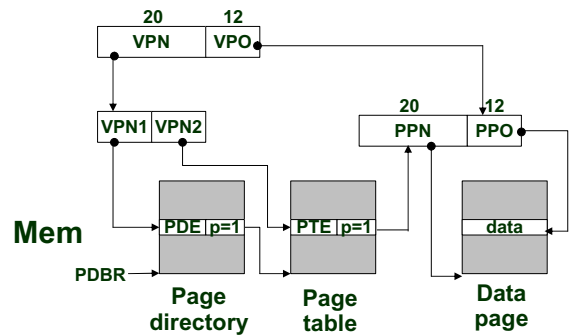 20 12
VPN VPO
20 12
VPN1 VPN2 PPN PPO
Mem
PDE p=1 PTE p=1 data
PDBR
Page directory
Page table
Data page